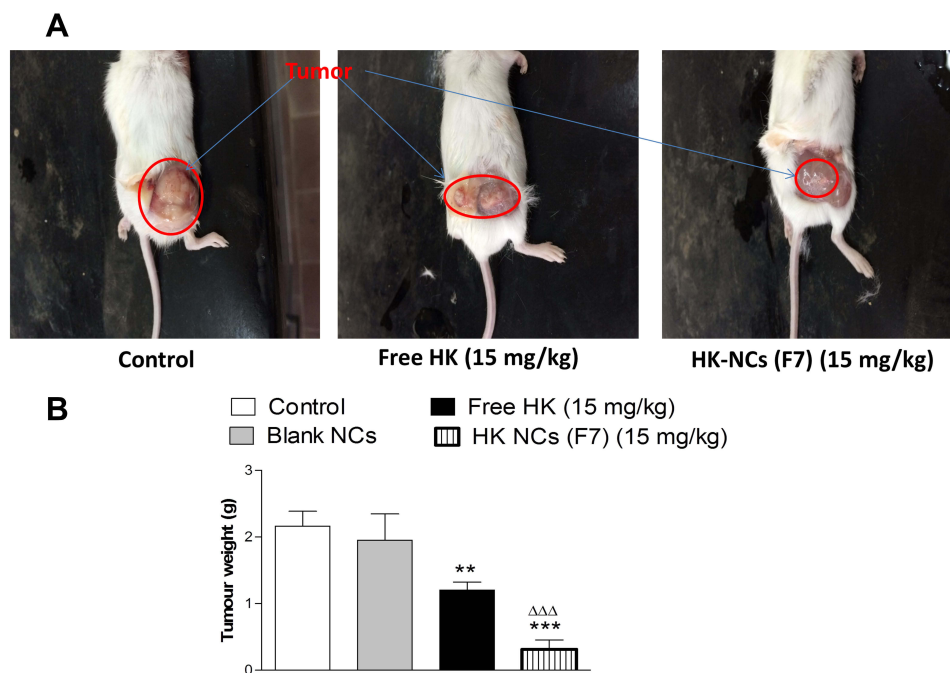 A
Tumor
Control
Free HK (15 mg/kg)
HK-NCs (F7) (15 mg/kg)
B
Control
Free HK (15 mg/kg)
Blank NCs
HK NCs (F7) (15 mg/kg)
Tumour weight (g)
3
2
1
0
**
ΔΔΔ
***